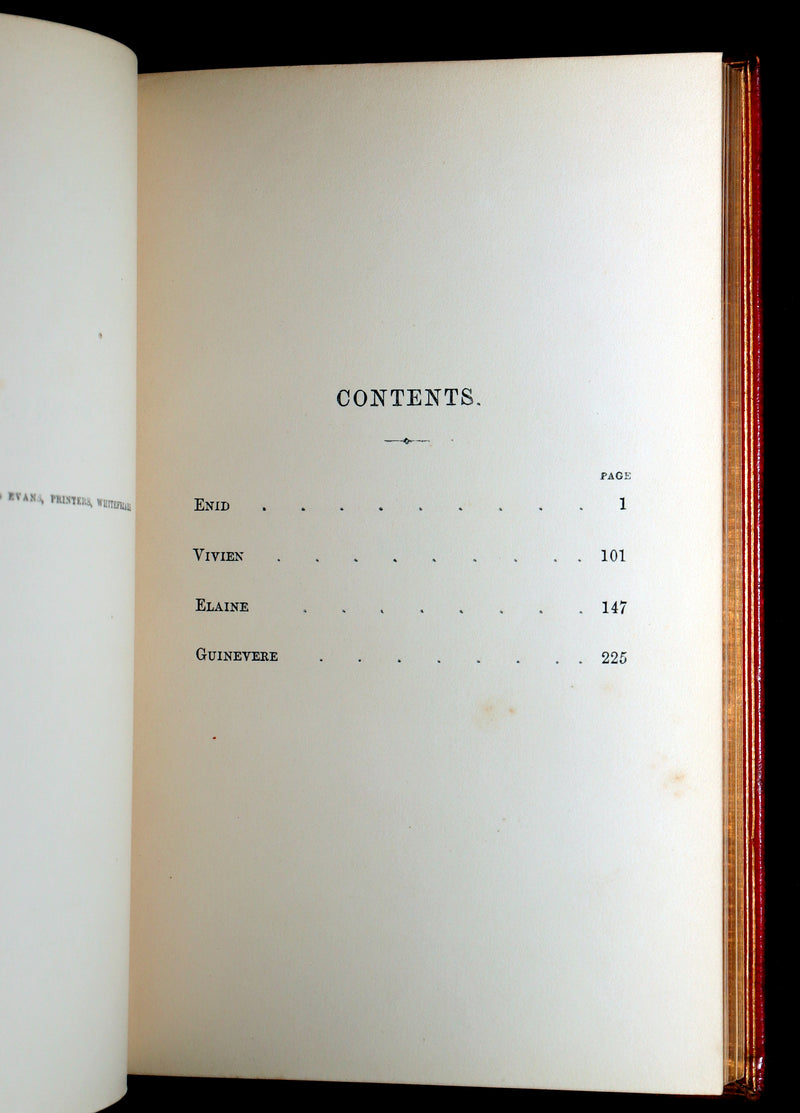 EVANS, PRINTERS, WHITEFRIARS
CONTENTS.
PAGE
ENID . . . . . . . . . 1
VIVIEN . . . . . . . . . 101
ELAINE . . . . . . . . 147
GUINEVERE . . . . . . . . 225